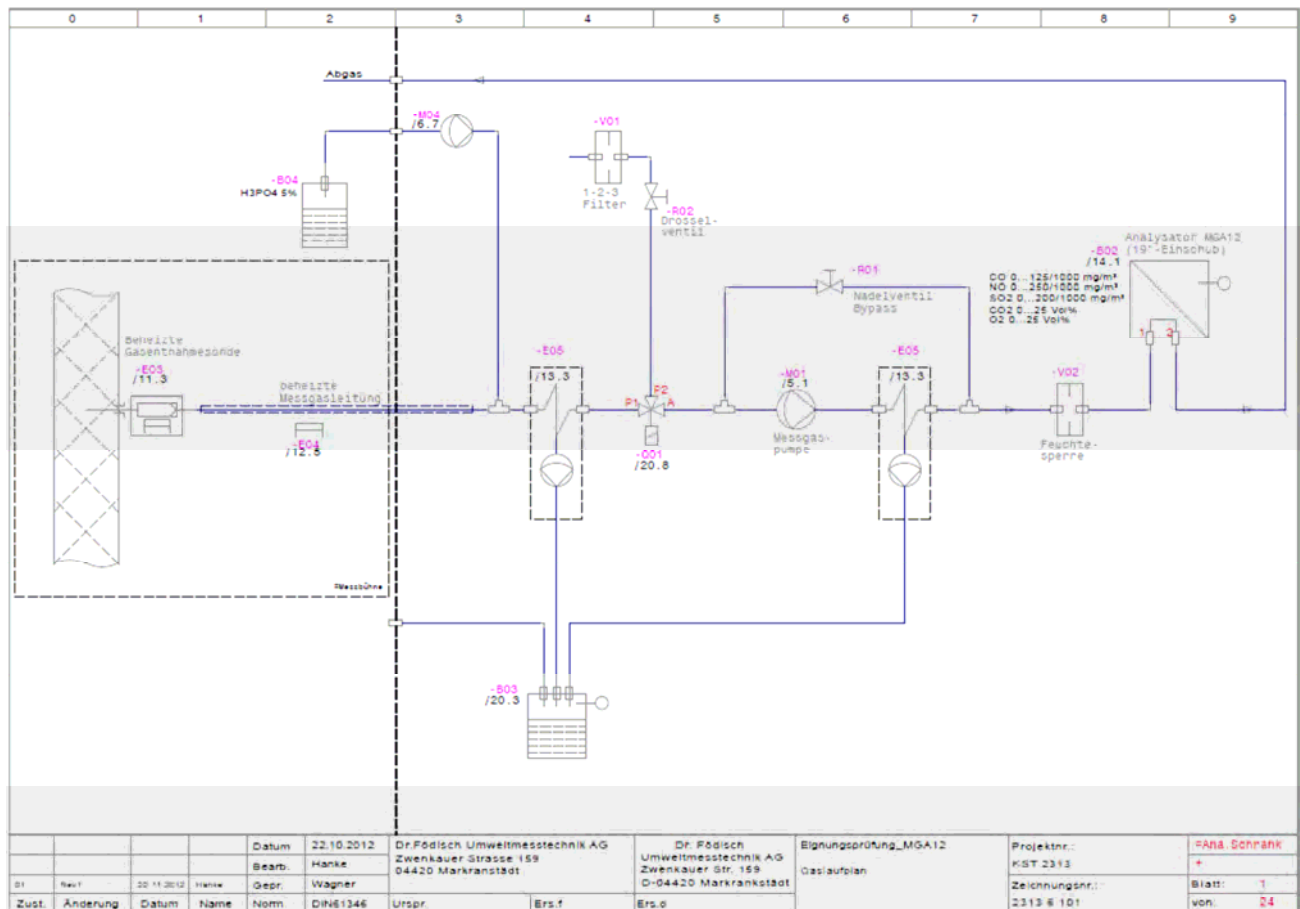 0 1 2 3 4 5 6 7 8 9
Abgas
-M04
/6.7
-V01
-B04
H3PO4 5%
1-2-3
Filter
-R02
Drossel-
ventil
Analysator MGA12
(19"-Einschub)
-B02
/14.1
CO 0...125/1000 mg/m³
NO 0...250/1000 mg/m³
SO2 0...200/1000 mg/m³
CO2 0...25 Vol%
O2 0...25 Vol%
1 2
-R01
Nadelventil
Bypass
Beheizte
Gasentnahmesonde
-E03
/11.3
beheizte
Messgasleitung
-E04
/12.5
-E05
/13.3
P2
P1 A
-O01
/20.8
-M01
/5.1
Messgas-
pumpe
-E05
/13.3
-V02
Feuchte-
sperre
=Messbühne
-B03
/20.3
Datum 22.10.2012
Bearb. Hanke
01 Rev1 20.11.2012 Hanke Gepr. Wagner
Zust. Änderung Datum Name Norm DIN61346
Dr.Födisch Umweltmesstechnik AG
Zwenkauer Strasse 159
04420 Markranstädt
Urspr. Ers.f Ers.d
Dr. Födisch
Umweltmesstechnik AG
Zwenkauer Str. 159
D-04420 Markrankstädt
Eignungsprüfung_MGA12
Gaslaufplan
Projektnr.:
KST 2313
Zeichnungsnr.:
2313 6 101
=Ana.Schrank
+
Blatt: 1
von: 24